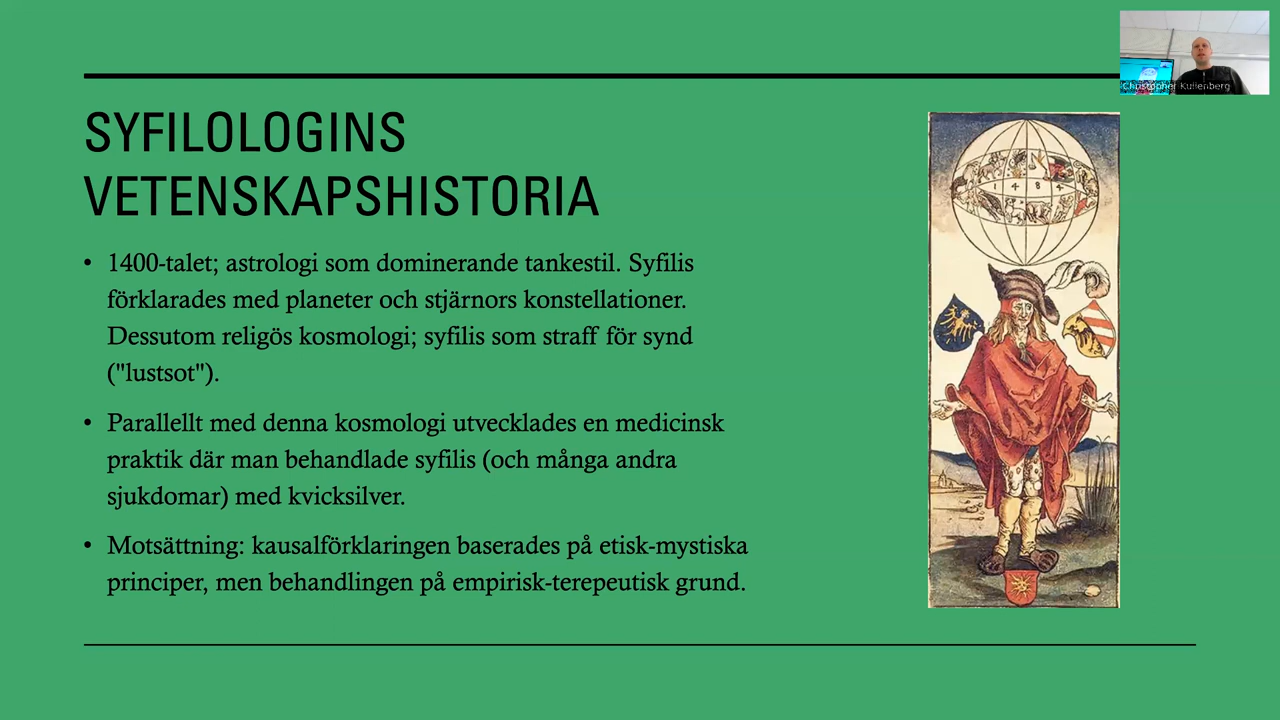 Christopher Kullenberg
SYFILOLOGINS
VETENSKAPSHISTORIA
• 1400-talet; astrologi som dominerande tankestil. Syfilis
förklarades med planeter och stjärnors konstellationer.
Dessutom religös kosmologi; syfilis som straff för synd
("lustsot").
• Parallellt med denna kosmologi utvecklades en medicinsk
praktik där man behandlade syfilis (och många andra
sjukdomar) med kvicksilver.
• Motsättning: kausalförklaringen baserades på etisk-mystiska
principer, men behandlingen på empirisk-terepeutisk grund.
1484